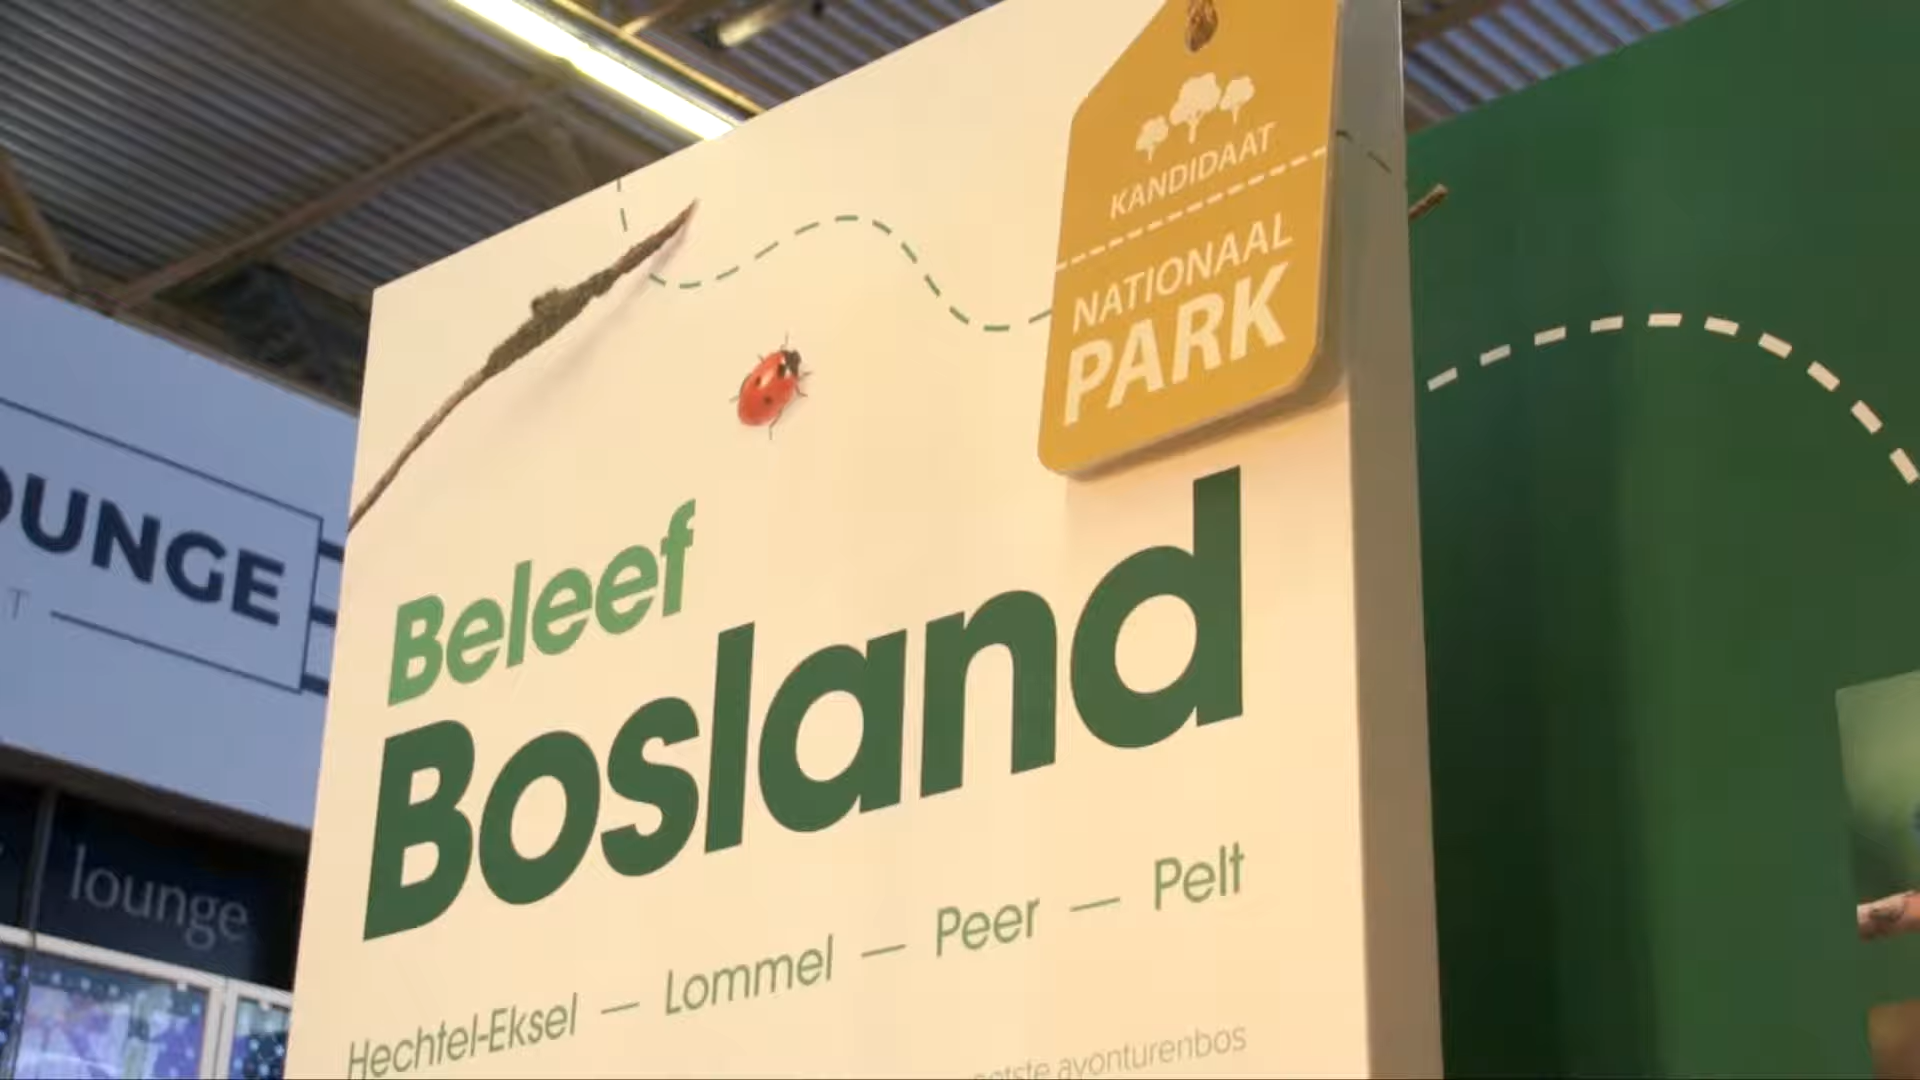 KANDIDAAT
NATIONAAL
PARK
Beleef
Bosland
Hechtel-Eksel — Lommel — Peer — Pelt
avonturenbos
OUNGE
T
lounge